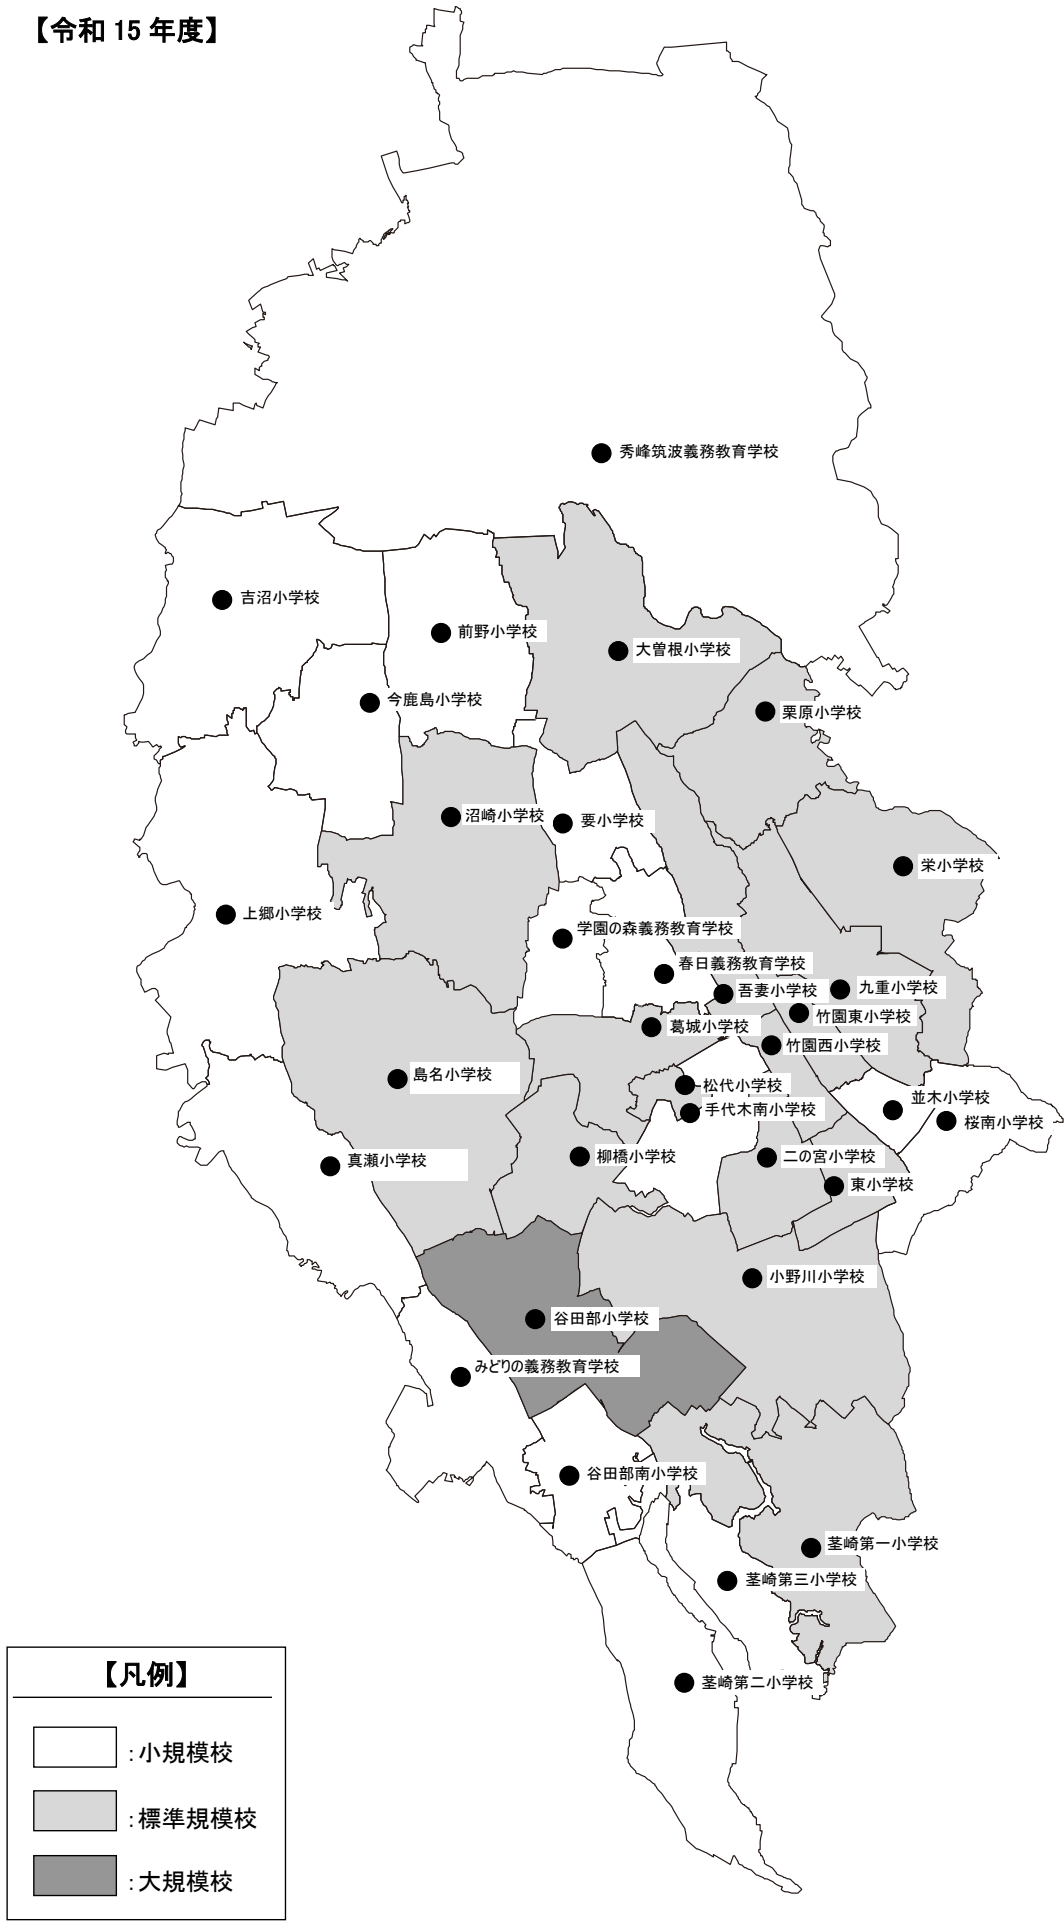 【令和 15 年度】
秀峰筑波義務教育学校
吉沼小学校
前野小学校
大曽根小学校
今鹿島小学校
栗原小学校
沼崎小学校
要小学校
栄小学校
上郷小学校
学園の森義務教育学校
春日義務教育学校
吾妻小学校
九重小学校
竹園東小学校
葛城小学校
竹園西小学校
島名小学校
松代小学校
並木小学校
手代木南小学校
桜南小学校
真瀬小学校
柳橋小学校
二の宮小学校
東小学校
小野川小学校
谷田部小学校
みどりの義務教育学校
谷田部南小学校
茎崎第一小学校
茎崎第三小学校
茎崎第二小学校
【凡例】
：小規模校
：標準規模校
：大規模校